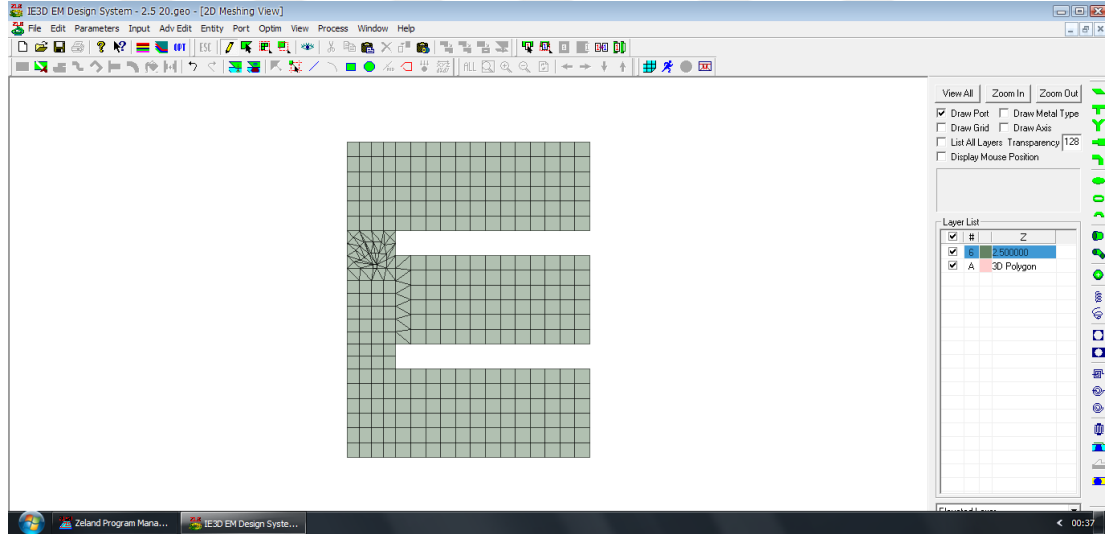 IE3D EM Design System - 2.5 20.geo - [2D Meshing View]
File Edit Parameters Input Adv Edit Entity Port Optim View Process Window Help
OPT ESC
ALL
View All Zoom In Zoom Out
Draw Port Draw Metal Type
Draw Grid Draw Axis
List All Layers Transparency 128
Display Mouse Position
Layer List
# Z
6 2.500000
A 3D Polygon
Zeland Program Mana... IE3D EM Design Syste... 00:37